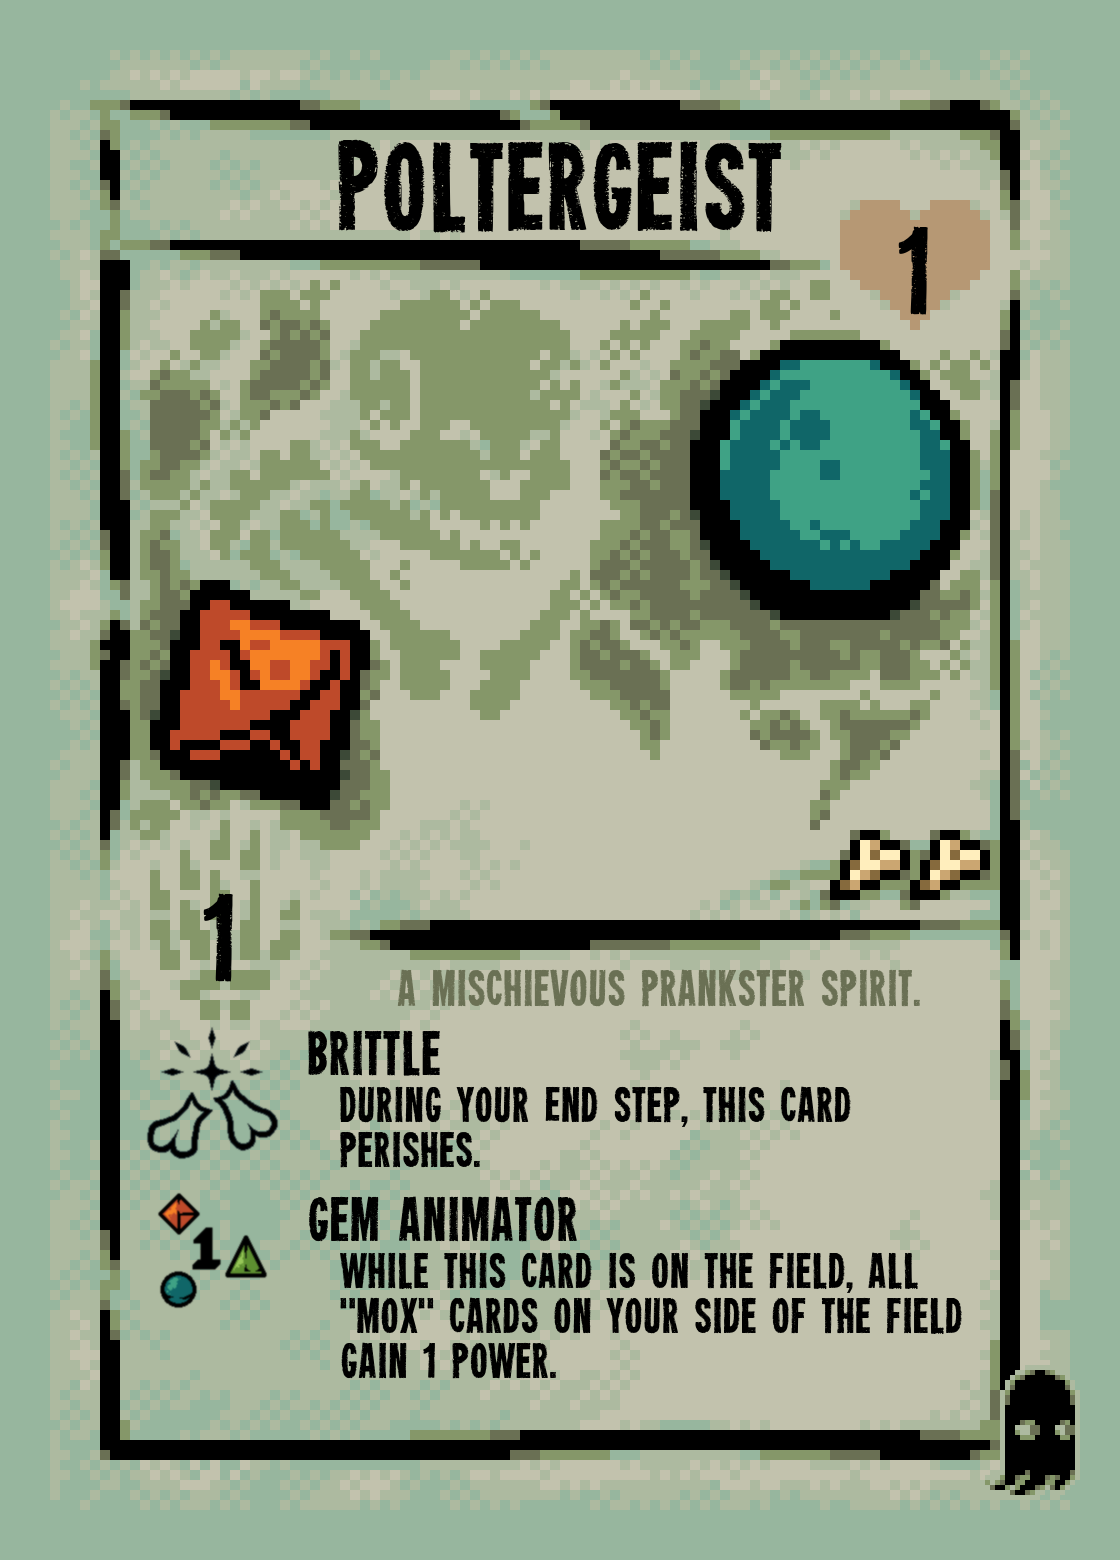 POLTERGEIST
1
1
A MISCHIEVOUS PRANKSTER SPIRIT.
BRITTLE
DURING YOUR END STEP, THIS CARD
PERISHES.
1
GEM ANIMATOR
WHILE THIS CARD IS ON THE FIELD, ALL
"MOX" CARDS ON YOUR SIDE OF THE FIELD
GAIN 1 POWER.